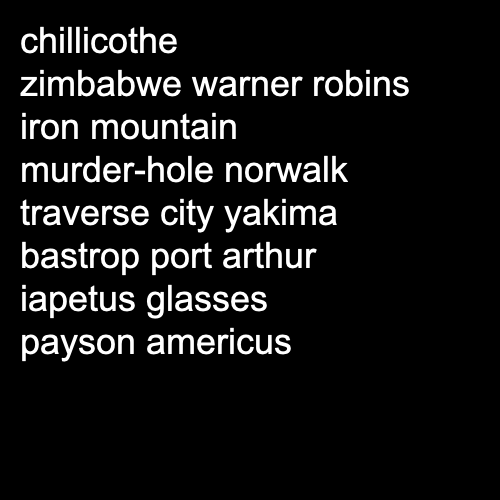 chillicothe
zimbabwe warner robins
iron mountain
murder-hole norwalk
traverse city yakima
bastrop port arthur
iapetus glasses
payson americus